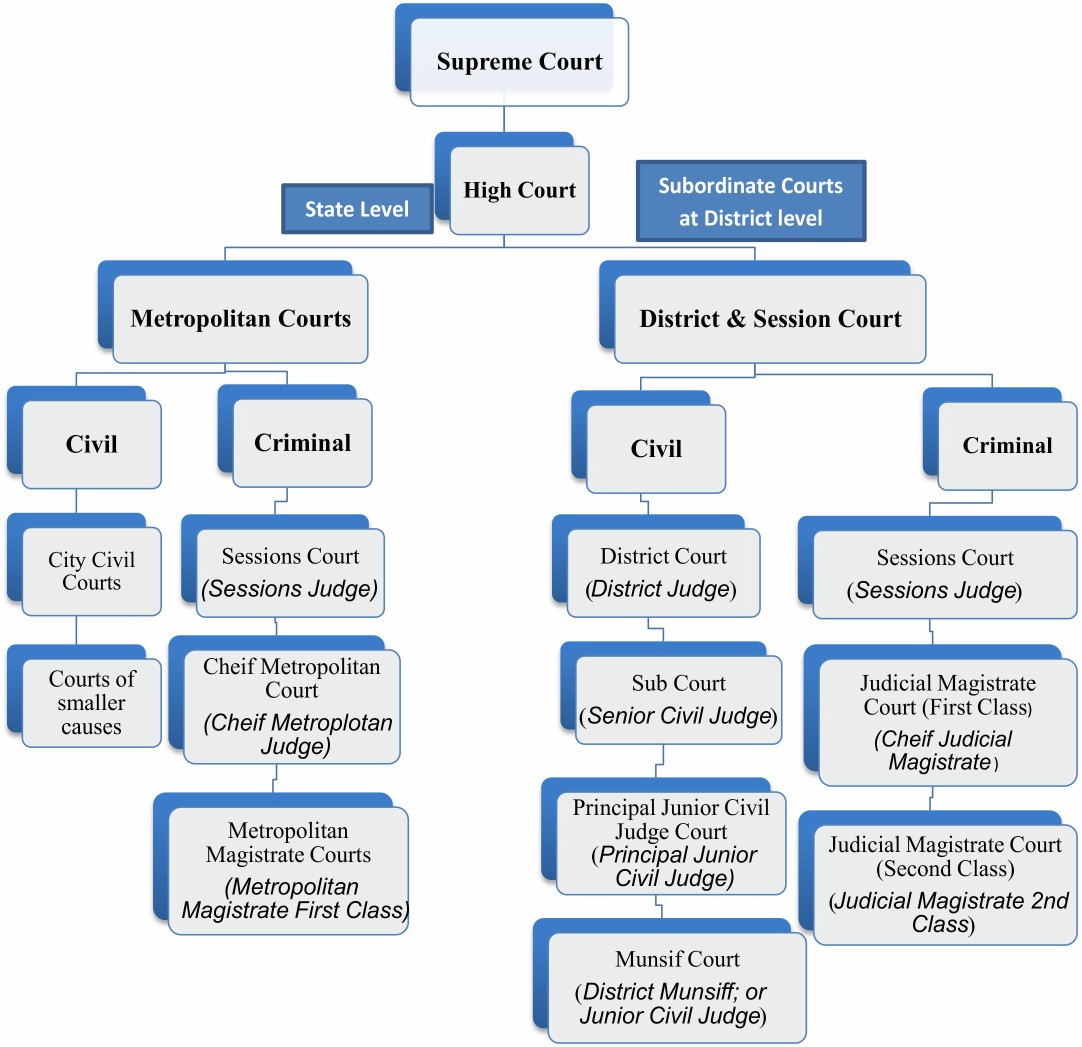 Supreme Court
High Court
State Level
Subordinate Courts
at District level
Metropolitan Courts
District & Session Court
Civil
Criminal
Civil
Criminal
City Civil
Courts
Sessions Court
(Sessions Judge)
District Court
(District Judge)
Sessions Court
(Sessions Judge)
Courts of
smaller
causes
Cheif Metropolitan
Court
(Cheif Metroplotan
Judge)
Sub Court
(Senior Civil Judge)
Judicial Magistrate
Court (First Class)
(Cheif Judicial
Magistrate)
Metropolitan
Magistrate Courts
(Metropolitan
Magistrate First Class)
Principal Junior Civil
Judge Court
(Principal Junior
Civil Judge)
Judicial Magistrate Court
(Second Class)
(Judicial Magistrate 2nd
Class)
Munsif Court
(District Munsiff; or
Junior Civil Judge)